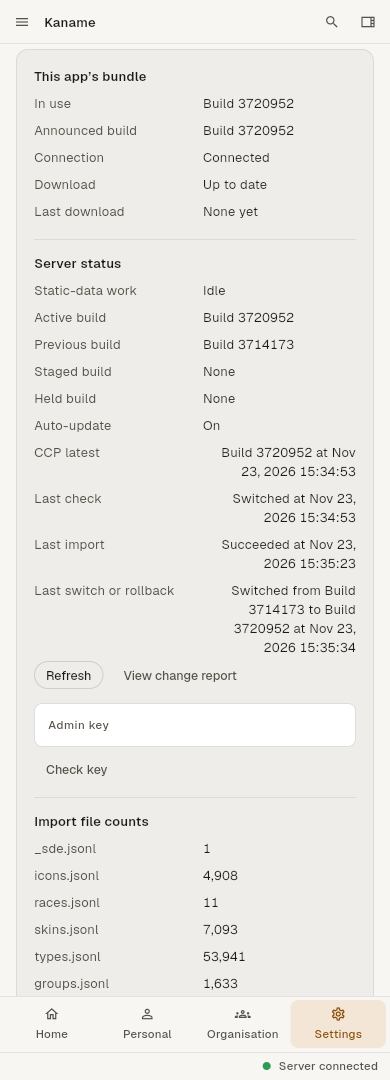 Kaname
This app's bundle
In use Build 3720952
Announced build Build 3720952
Connection Connected
Download Up to date
Last download None yet
Server status
Static-data work Idle
Active build Build 3720952
Previous build Build 3714173
Staged build None
Held build None
Auto-update On
CCP latest Build 3720952 at Nov
23, 2026 15:34:53
Last check Switched at Nov 23,
2026 15:34:53
Last import Succeeded at Nov 23,
2026 15:35:23
Last switch or rollback Switched from Build
3714173 to Build
3720952 at Nov 23,
2026 15:35:34
Refresh View change report
Admin key
Check key
Import file counts
_sde.jsonl 1
icons.jsonl 4,908
races.jsonl 11
skins.jsonl 7,093
types.jsonl 53,941
groups.jsonl 1,633
Home Personal Organisation Settings
Server connected